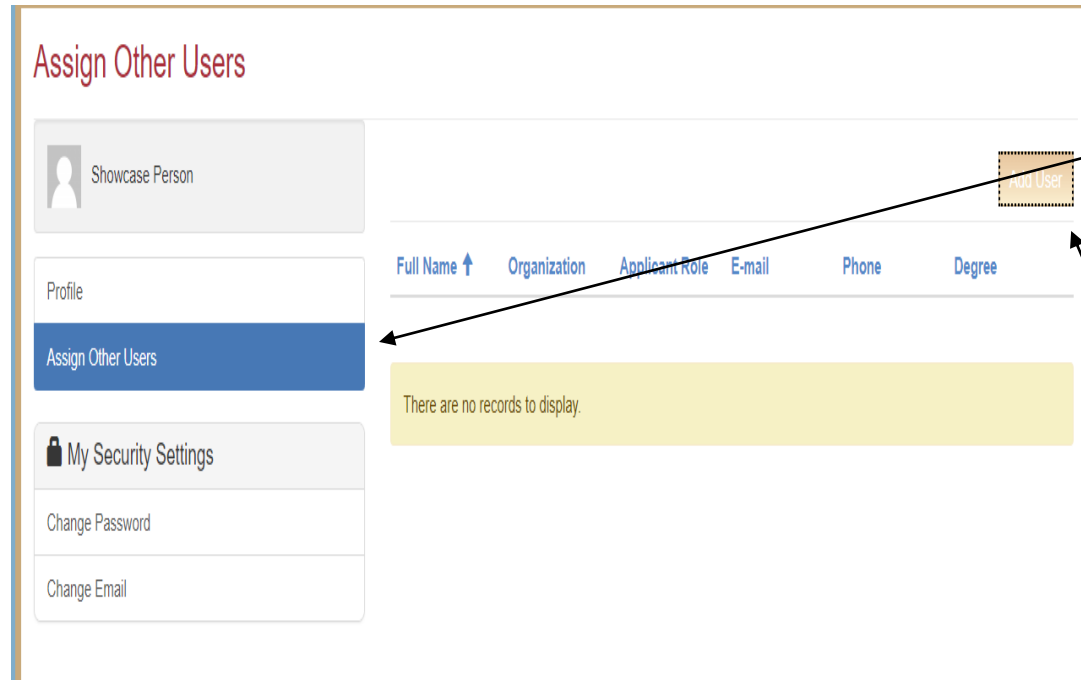 Assign Other Users
Showcase Person
Add User
Profile
Assign Other Users
Full Name Organization Applicant Role E-mail Phone Degree
There are no records to display.
My Security Settings
Change Password
Change Email